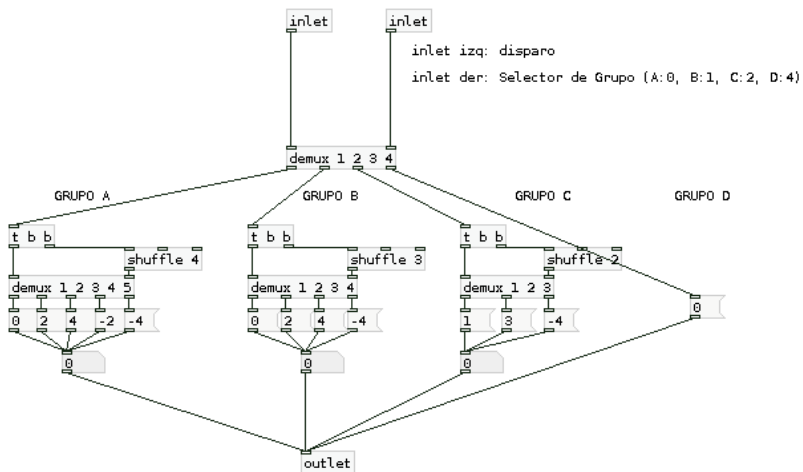 inlet inlet
inlet izq: disparo
inlet der: Selector de Grupo (A:0, B:1, C:2, D:4)
demux 1 2 3 4
GRUPO A GRUPO B GRUPO C GRUPO D
t b b t b b t b b
shuffle 4 shuffle 3 shuffle 2
demux 1 2 3 4 5 demux 1 2 3 4 demux 1 2 3
0 2 4 -2 -4 0 2 4 -4 1 3 -4 0
0 0 0
outlet